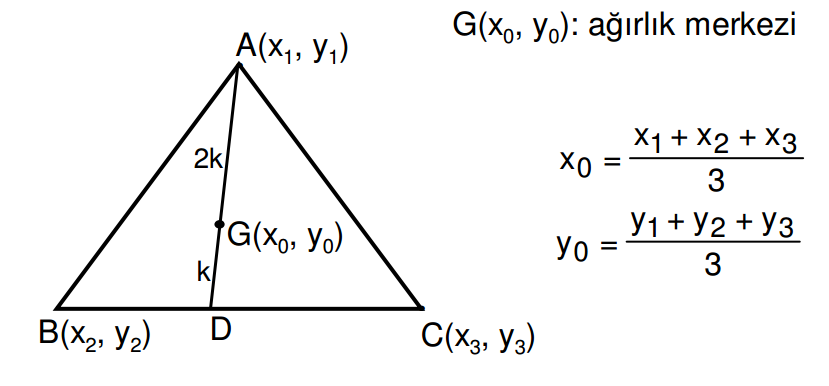 G(x₀, y₀): ağırlık merkezi
A(x₁, y₁)
2k
G(x₀, y₀)
k
B(x₂, y₂)
D
C(x₃, y₃)
x₀ = (x₁ + x₂ + x₃) / 3
y₀ = (y₁ + y₂ + y₃) / 3